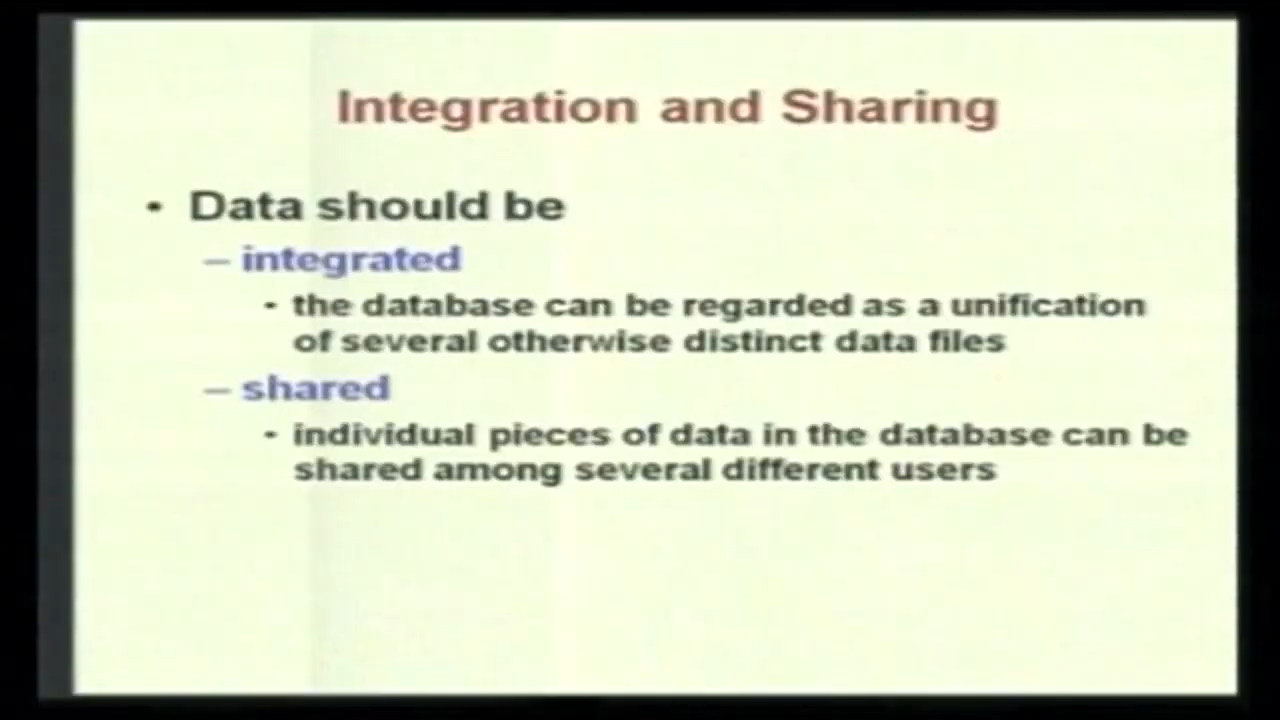 Integration and Sharing
• Data should be
– integrated
• the database can be regarded as a unification
of several otherwise distinct data files
– shared
• individual pieces of data in the database can be
shared among several different users